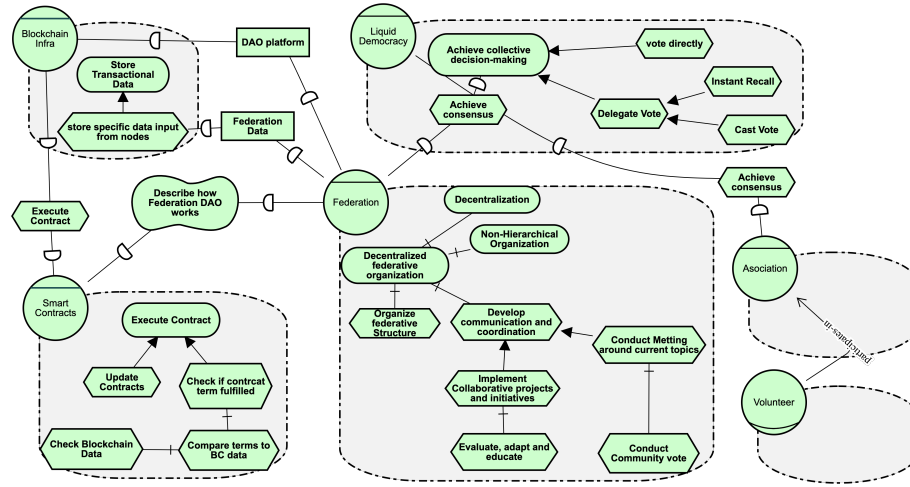 Blockchain
Infra
DAO platform
Liquid
Democracy
Achieve collective
decision-making
vote directly
Store
Transactional
Data
Instant Recall
Achieve
consensus
Delegate Vote
Cast Vote
store specific data input
from nodes
Federation
Data
Achieve
consensus
Describe how
Federation DAO
works
Federation
Decentralization
Execute
Contract
Non-Hierarchical
Organization
Decentralized
federative
organization
Asociation
Smart
Contracts
Execute Contract
Organize
federative
Structure
Develop
communication and
coordination
Conduct Metting
around current topics
participates-in
Update
Contracts
Check if contrcat
term fulfilled
Implement
Collaborative projects
and initiatives
Volunteer
Check Blockchain
Data
Compare terms to
BC data
Evaluate, adapt and
educate
Conduct
Community vote